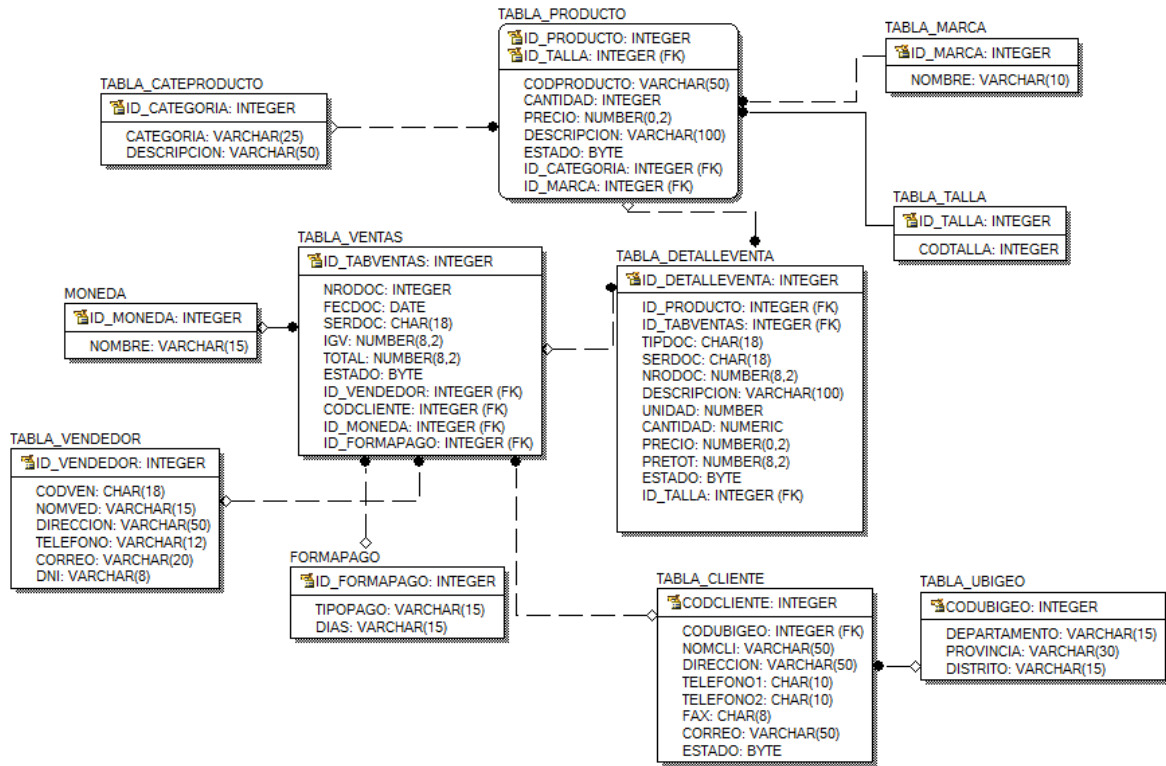 TABLA_PRODUCTO
ID_PRODUCTO: INTEGER
ID_TALLA: INTEGER (FK)
CODPRODUCTO: VARCHAR(50)
CANTIDAD: INTEGER
PRECIO: NUMBER(0,2)
DESCRIPCION: VARCHAR(100)
ESTADO: BYTE
ID_CATEGORIA: INTEGER (FK)
ID_MARCA: INTEGER (FK)
TABLA_MARCA
ID_MARCA: INTEGER
NOMBRE: VARCHAR(10)
TABLA_CATEPRODUCTO
ID_CATEGORIA: INTEGER
CATEGORIA: VARCHAR(25)
DESCRIPCION: VARCHAR(50)
TABLA_TALLA
ID_TALLA: INTEGER
CODTALLA: INTEGER
TABLA_VENTAS
ID_TABVENTAS: INTEGER
NRODOC: INTEGER
FECDOC: DATE
SERDOC: CHAR(18)
IGV: NUMBER(8,2)
TOTAL: NUMBER(8,2)
ESTADO: BYTE
ID_VENDEDOR: INTEGER (FK)
CODCLIENTE: INTEGER (FK)
ID_MONEDA: INTEGER (FK)
ID_FORMAPAGO: INTEGER (FK)
TABLA_DETALLEVENTA
ID_DETALLEVENTA: INTEGER
ID_PRODUCTO: INTEGER (FK)
ID_TABVENTAS: INTEGER (FK)
TIPDOC: CHAR(18)
SERDOC: CHAR(18)
NRODOC: NUMBER(8,2)
DESCRIPCION: VARCHAR(100)
UNIDAD: NUMBER
CANTIDAD: NUMERIC
PRECIO: NUMBER(0,2)
PRETOT: NUMBER(8,2)
ESTADO: BYTE
ID_TALLA: INTEGER (FK)
MONEDA
ID_MONEDA: INTEGER
NOMBRE: VARCHAR(15)
TABLA_VENDEDOR
ID_VENDEDOR: INTEGER
CODVEN: CHAR(18)
NOMVED: VARCHAR(15)
DIRECCION: VARCHAR(50)
TELEFONO: VARCHAR(12)
CORREO: VARCHAR(20)
DNI: VARCHAR(8)
FORMAPAGO
ID_FORMAPAGO: INTEGER
TIPOPAGO: VARCHAR(15)
DIAS: VARCHAR(15)
TABLA_CLIENTE
CODCLIENTE: INTEGER
CODUBIGEO: INTEGER (FK)
NOMCLI: VARCHAR(50)
DIRECCION: VARCHAR(50)
TELEFONO1: CHAR(10)
TELEFONO2: CHAR(10)
FAX: CHAR(8)
CORREO: VARCHAR(50)
ESTADO: BYTE
TABLA_UBIGEO
CODUBIGEO: INTEGER
DEPARTAMENTO: VARCHAR(15)
PROVINCIA: VARCHAR(30)
DISTRITO: VARCHAR(15)